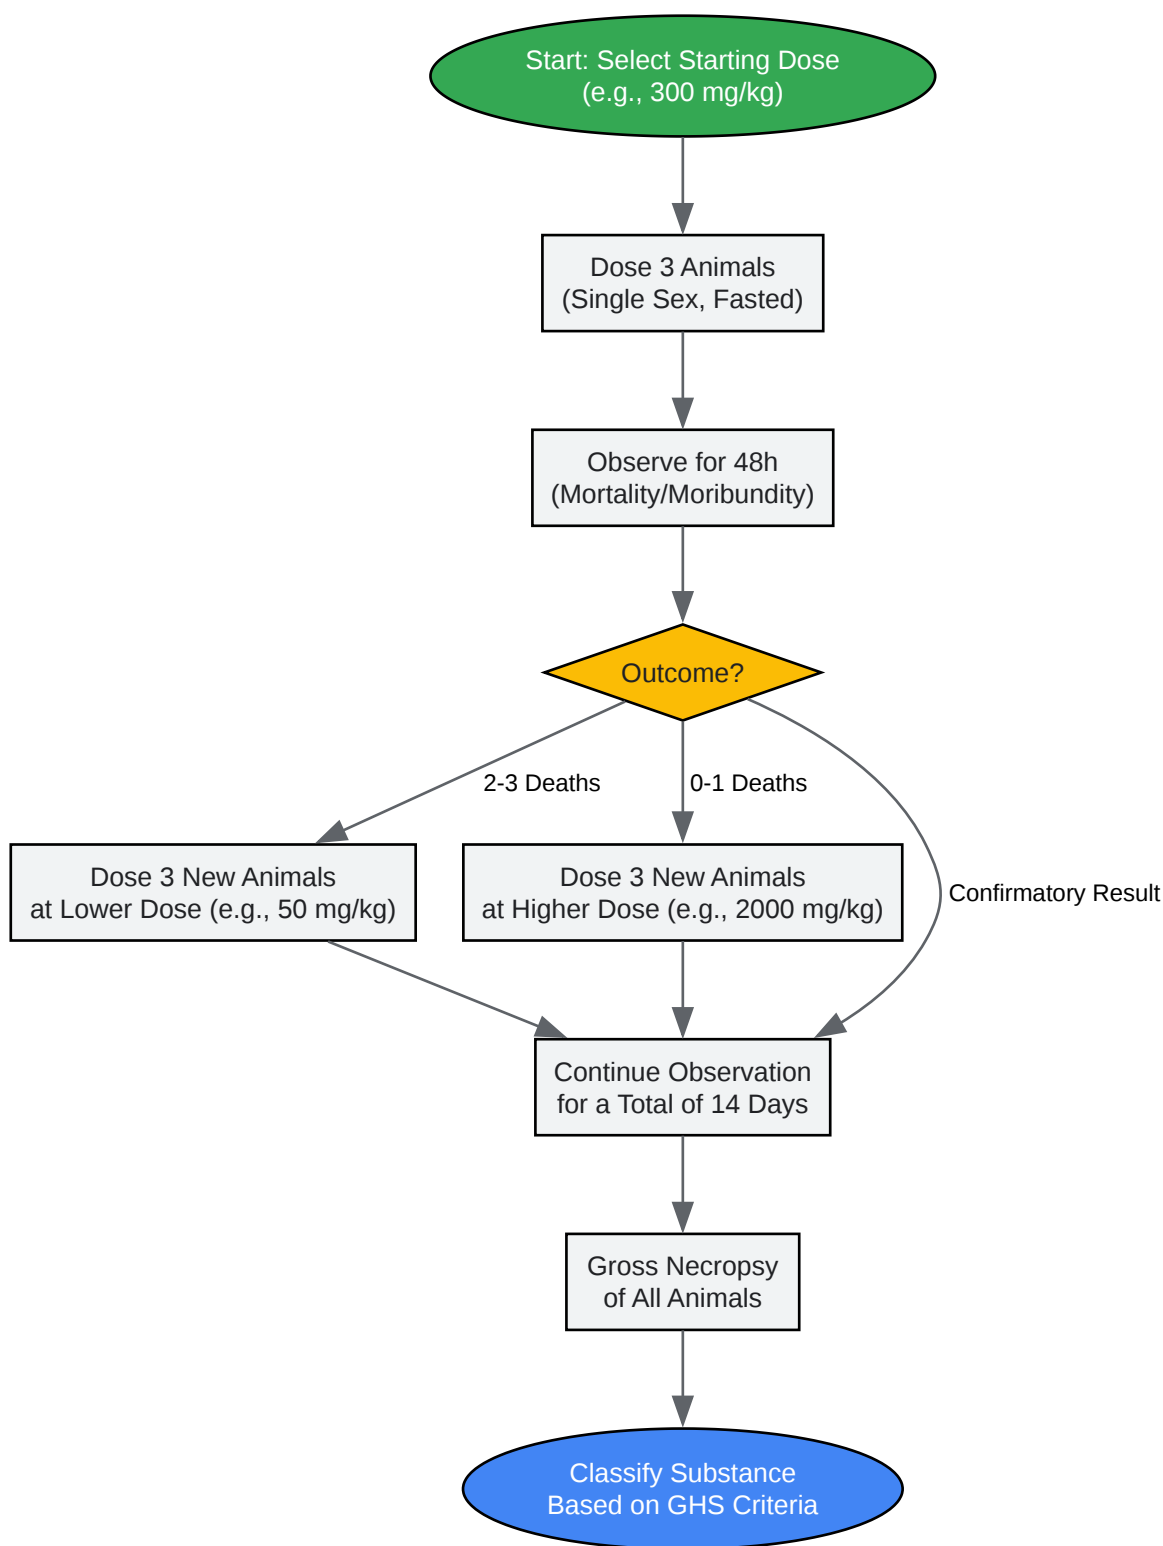 Start: Select Starting Dose
(e.g., 300 mg/kg)
Dose 3 Animals
(Single Sex, Fasted)
Observe for 48h
(Mortality/Moribundity)
Outcome?
2-3 Deaths
0-1 Deaths
Dose 3 New Animals
at Lower Dose (e.g., 50 mg/kg)
Dose 3 New Animals
at Higher Dose (e.g., 2000 mg/kg)
Confirmatory Result
Continue Observation
for a Total of 14 Days
Gross Necropsy
of All Animals
Classify Substance
Based on GHS Criteria